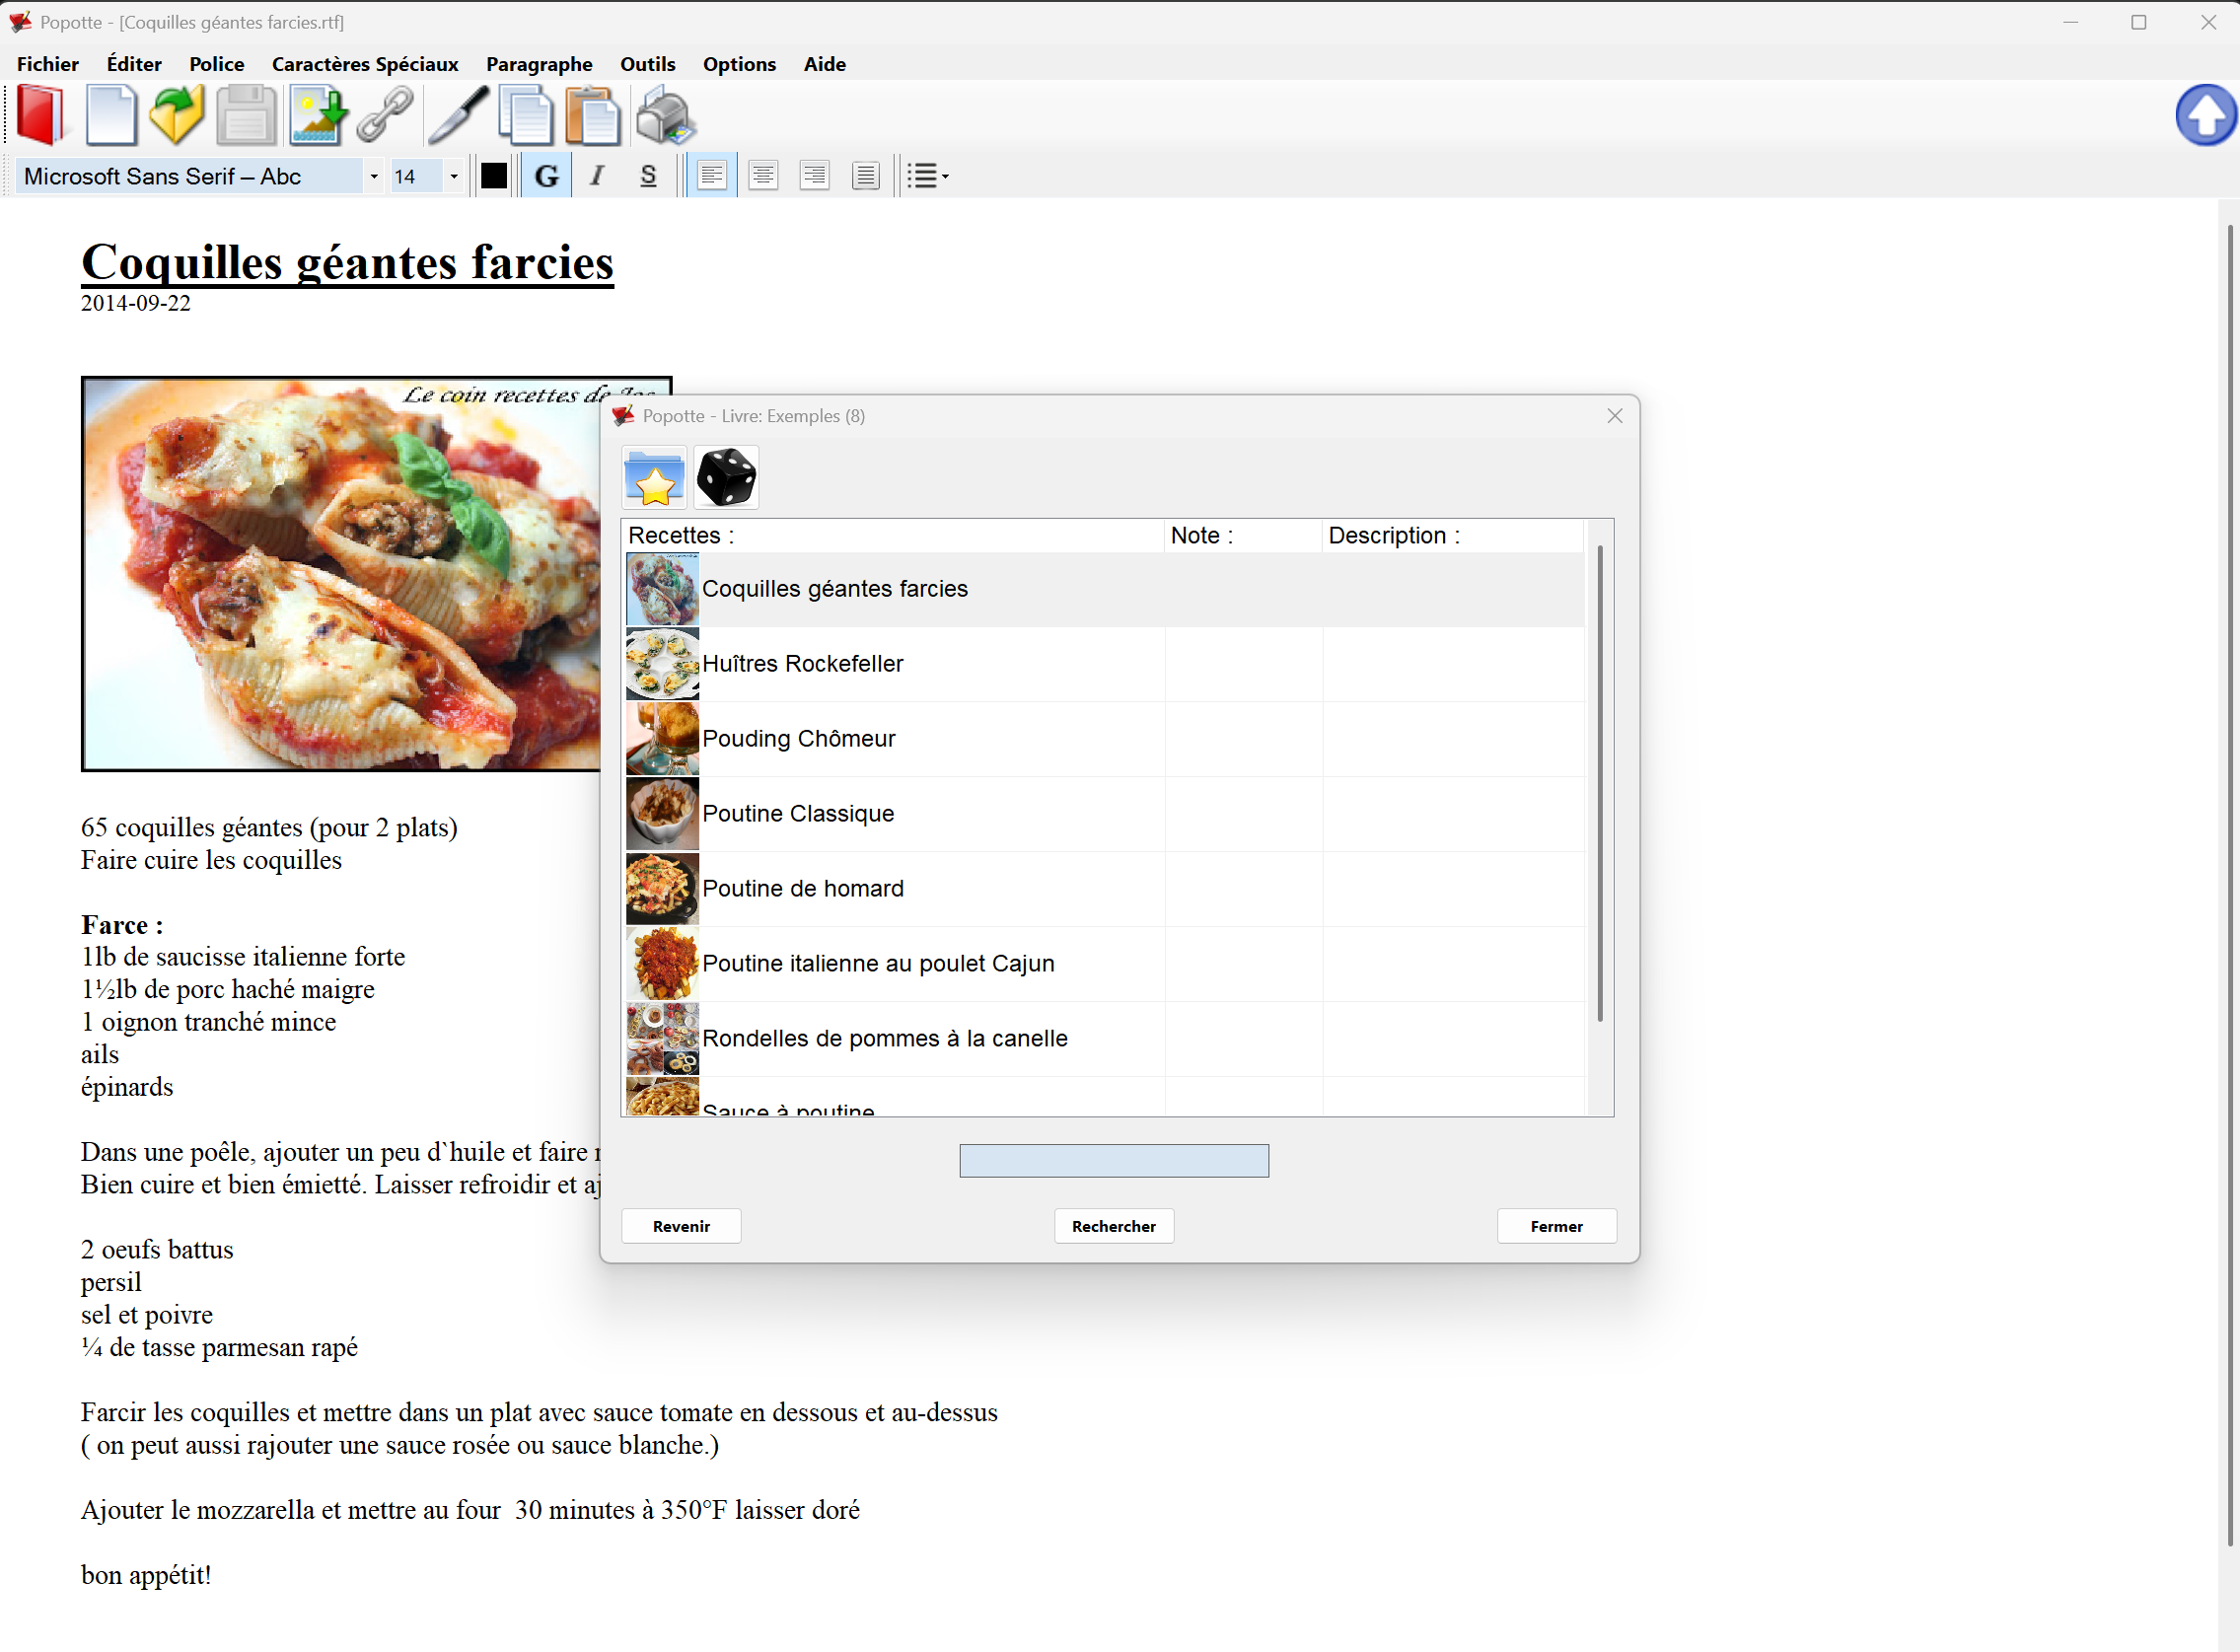 Popotte - [Coquilles géantes farcies.rtf]
Fichier Éditer Police Caractères Spéciaux Paragraphe Outils Options Aide
Microsoft Sans Serif – Abc 14 G I S
Coquilles géantes farcies
2014-09-22
Le coin recettes de
65 coquilles géantes (pour 2 plats)
Faire cuire les coquilles
Farce :
1lb de saucisse italienne forte
1½lb de porc haché maigre
1 oignon tranché mince
ails
épinards
Dans une poêle, ajouter un peu d`huile et faire
Bien cuire et bien émietté. Laisser refroidir et
2 oeufs battus
persil
sel et poivre
¼ de tasse parmesan rapé
Farcir les coquilles et mettre dans un plat avec sauce tomate en dessous et au-dessus
( on peut aussi rajouter une sauce rosée ou sauce blanche.)
Ajouter le mozzarella et mettre au four  30 minutes à 350°F laisser doré
bon appétit!
Popotte - Livre: Exemples (8)
Recettes : Note : Description :
Coquilles géantes farcies
Huîtres Rockefeller
Pouding Chômeur
Poutine Classique
Poutine de homard
Poutine italienne au poulet Cajun
Rondelles de pommes à la canelle
Sauce à poutine
Revenir Rechercher Fermer